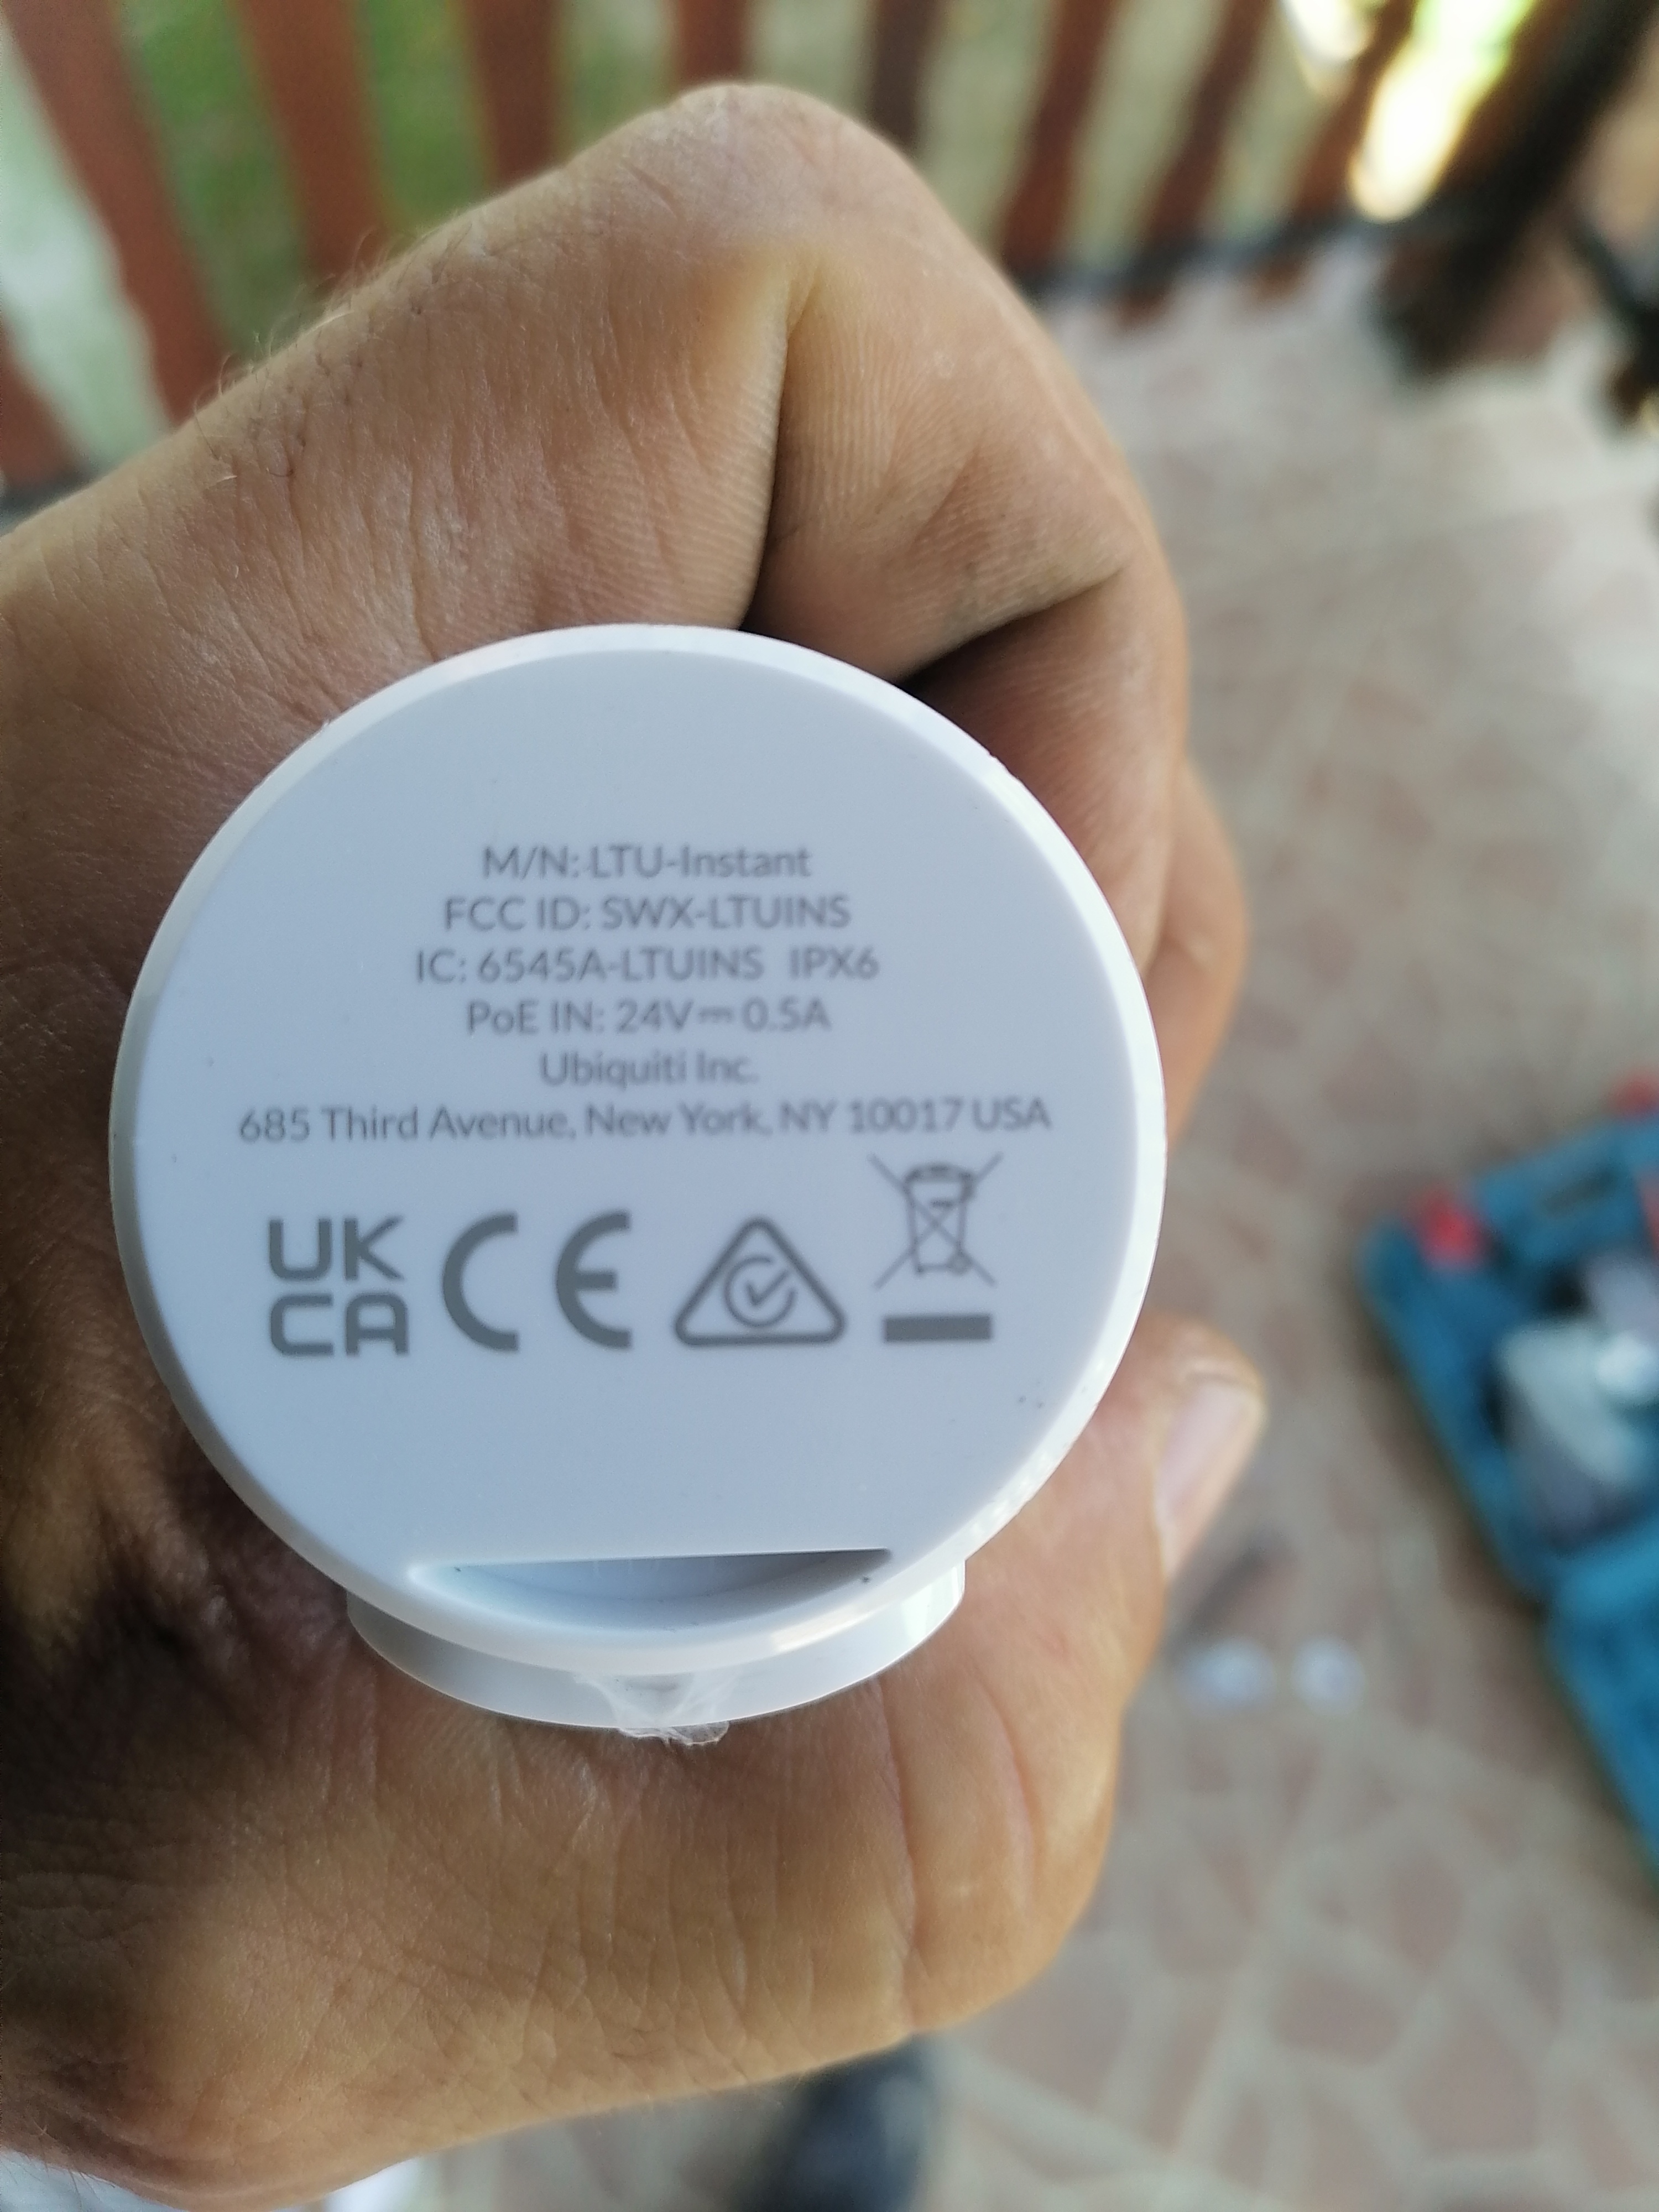 M/N: LTU-Instant
FCC ID: SWX-LTUINS
IC: 6545A-LTUINS IPX6
PoE IN: 24V⎓0.5A
Ubiquiti Inc.
685 Third Avenue, New York, NY 10017 USA
UK
CA
CE